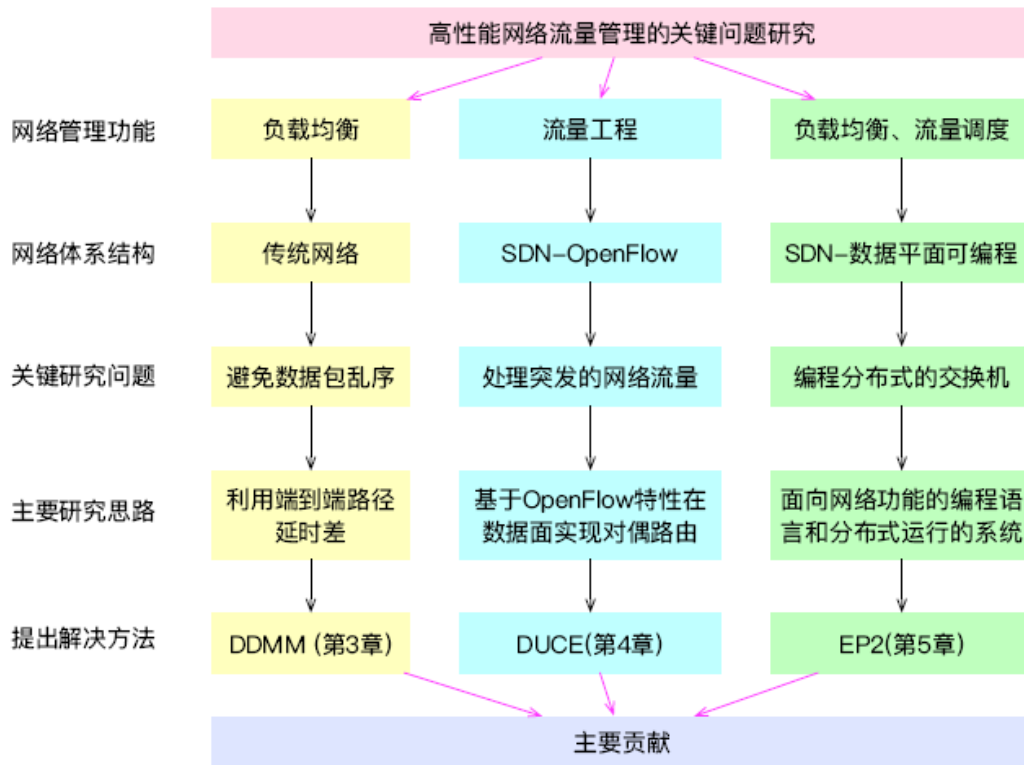 高性能网络流量管理的关键问题研究
网络管理功能
负载均衡
流量工程
负载均衡、流量调度
网络体系结构
传统网络
SDN-OpenFlow
SDN-数据平面可编程
关键研究问题
避免数据包乱序
处理突发的网络流量
编程分布式的交换机
主要研究思路
利用端到端路径
延时差
基于OpenFlow特性在
数据面实现对偶路由
面向网络功能的编程语
言和分布式运行的系统
提出解决方法
DDMM (第3章)
DUCE(第4章)
EP2(第5章)
主要贡献